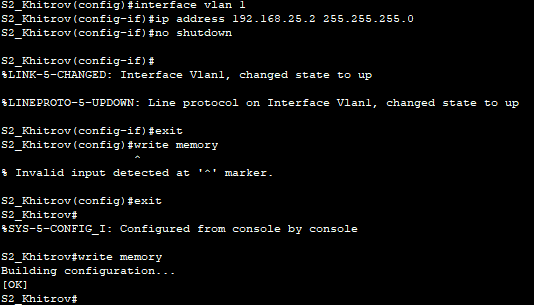 S2_Khitrov(config)#interface vlan 1
S2_Khitrov(config-if)#ip address 192.168.25.2 255.255.255.0
S2_Khitrov(config-if)#no shutdown
S2_Khitrov(config-if)#
%LINK-5-CHANGED: Interface Vlan1, changed state to up
%LINEPROTO-5-UPDOWN: Line protocol on Interface Vlan1, changed state to up
S2_Khitrov(config-if)#exit
S2_Khitrov(config)#write memory
^
% Invalid input detected at '^' marker.
S2_Khitrov(config)#exit
S2_Khitrov#
%SYS-5-CONFIG_I: Configured from console by console
S2_Khitrov#write memory
Building configuration...
[OK]
S2_Khitrov#